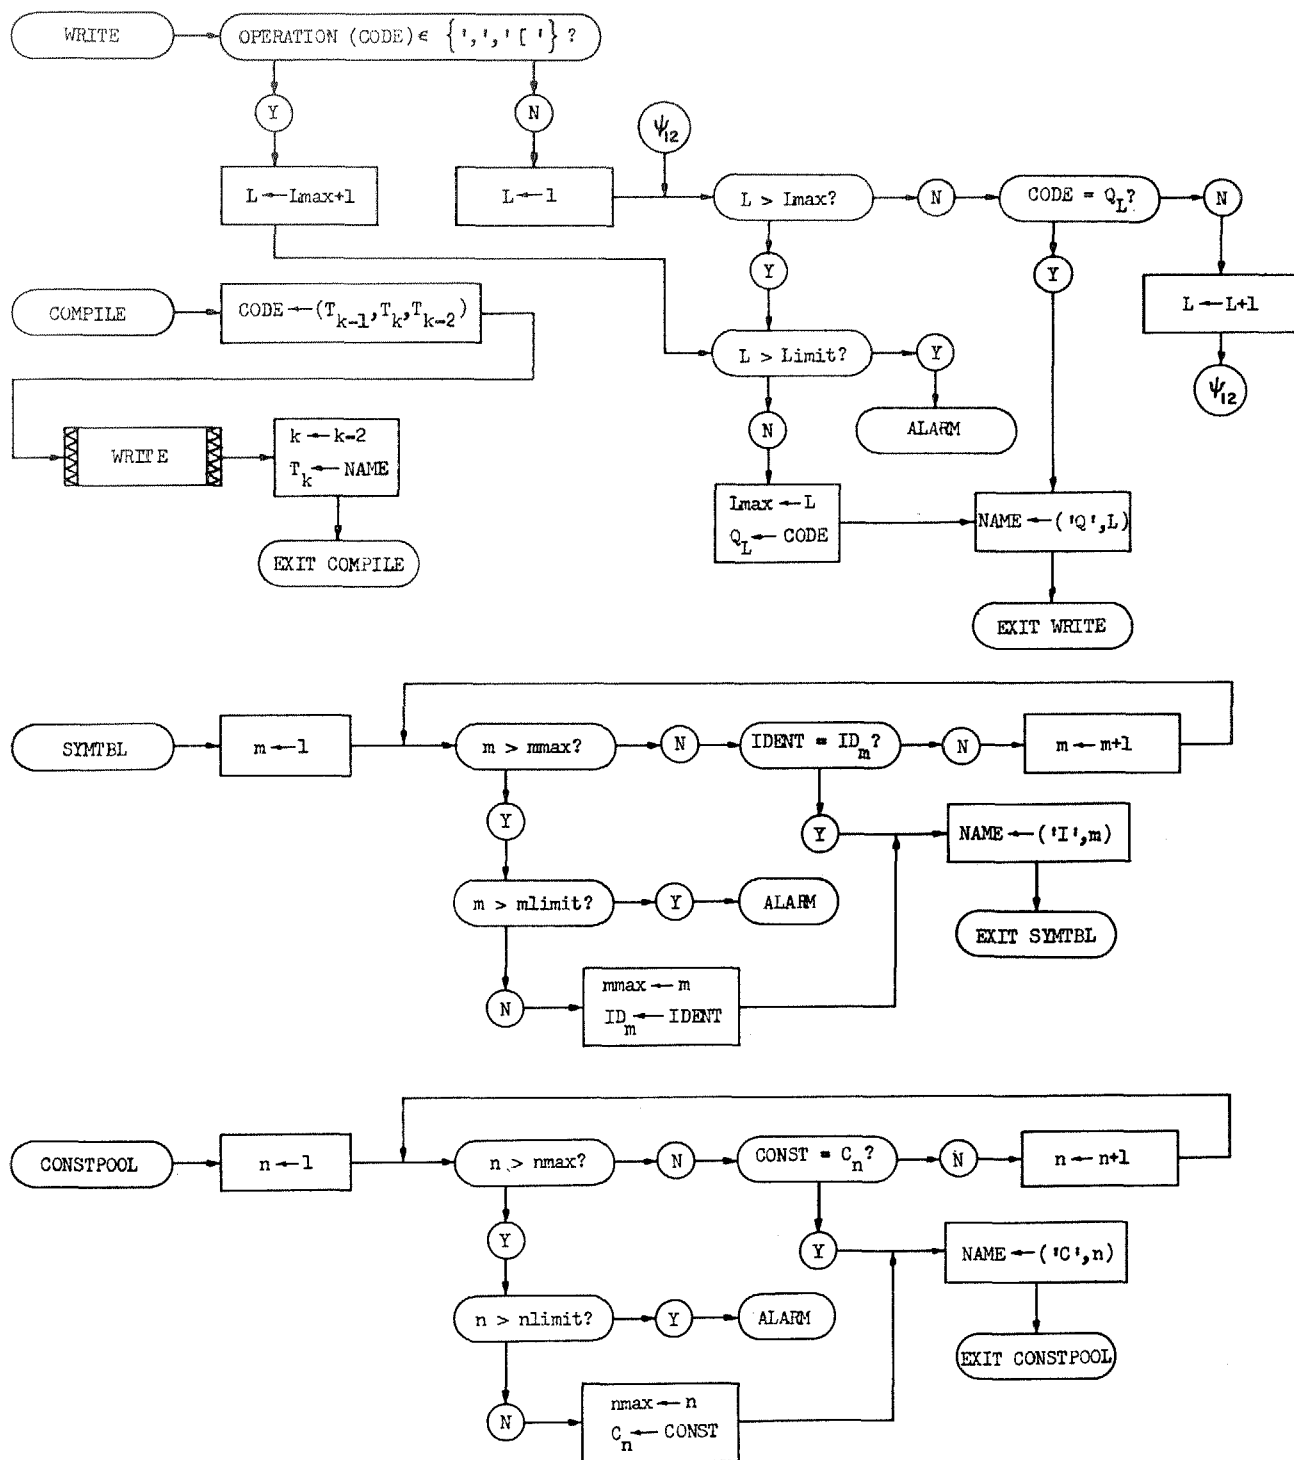 WRITE
OPERATION (CODE) ∈ {',','['} ?
Y
N
ψ12
L ← Lmax+1
L ← 1
L > Lmax?
N
CODE = QL?
N
Y
Y
L ← L+1
COMPILE
CODE ← (Tk-1,Tk,Tk-2)
L > Limit?
Y
ψ12
N
ALARM
WRITE
k ← k-2
Tk ← NAME
Lmax ← L
QL ← CODE
NAME ← ('Q',L)
EXIT COMPILE
EXIT WRITE
SYMTBL
m ← 1
m > mmax?
N
IDENT = IDm?
N
m ← m+1
Y
Y
NAME ← ('I',m)
m > mlimit?
Y
ALARM
EXIT SYMTBL
N
mmax ← m
IDm ← IDENT
CONSTPOOL
n ← 1
n > nmax?
N
CONST = Cn?
N
n ← n+1
Y
Y
NAME ← ('C',n)
n > nlimit?
Y
ALARM
EXIT CONSTPOOL
N
nmax ← n
Cn ← CONST